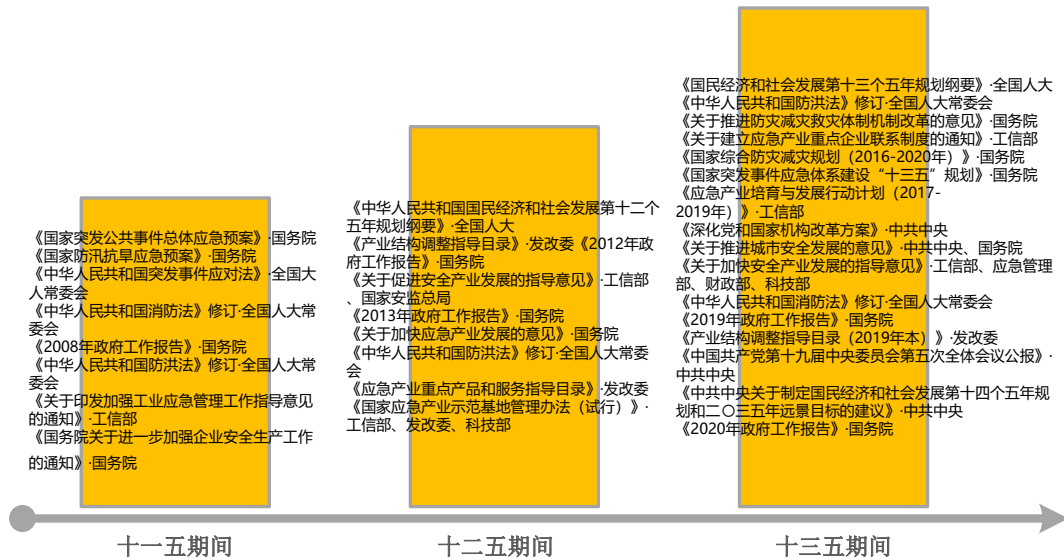 《国家突发公共事件总体应急预案》·国务院
《国家防汛抗旱应急预案》·国务院
《中华人民共和国突发事件应对法》·全国大
人常委会
《中华人民共和国消防法》修订·全国人大常
委会
《2008年政府工作报告》·国务院
《中华人民共和国防洪法》修订·全国人大常
委会
《关于印发加强工业应急管理工作指导意见
的通知》·工信部
《国务院关于进一步加强企业安全生产工作
的通知》·国务院
十一五期间
《中华人民共和国国民经济和社会发展第十二个
五年规划纲要》·全国人大
《产业结构调整指导目录》·发改委《2012年政
府工作报告》·国务院
《关于促进安全产业发展的指导意见》·工信部
、国家安监总局
《2013年政府工作报告》·国务院
《关于加快应急产业发展的意见》·国务院
《中华人民共和国防洪法》修订·全国人大常委
会
《应急产业重点产品和服务指导目录》·发改委
《国家应急产业示范基地管理办法（试行）》·
工信部、发改委、科技部
十二五期间
《国民经济和社会发展第十三个五年规划纲要》·全国人大
《中华人民共和国防洪法》修订·全国人大常委会
《关于推进防灾减灾救灾体制机制改革的意见》·国务院
《关于建立应急产业重点企业联系制度的通知》·工信部
《国家综合防灾减灾规划（2016-2020年）》·国务院
《国家突发事件应急体系建设“十三五”规划》·国务院
《应急产业培育与发展行动计划（2017-
2019年）》·工信部
《深化党和国家机构改革方案》·中共中央
《关于推进城市安全发展的意见》·中共中央、国务院
《关于加快安全产业发展的指导意见》·工信部、应急管理
部、财政部、科技部
《中华人民共和国消防法》修订·全国人大常委会
《2019年政府工作报告》·国务院
《产业结构调整指导目录（2019年本）》·发改委
《中国共产党第十九届中央委员会第五次全体会议公报》·
中共中央
《中共中央关于制定国民经济和社会发展第十四个五年规
划和二〇三五年远景目标的建议》·中共中央
《2020年政府工作报告》·国务院
十三五期间